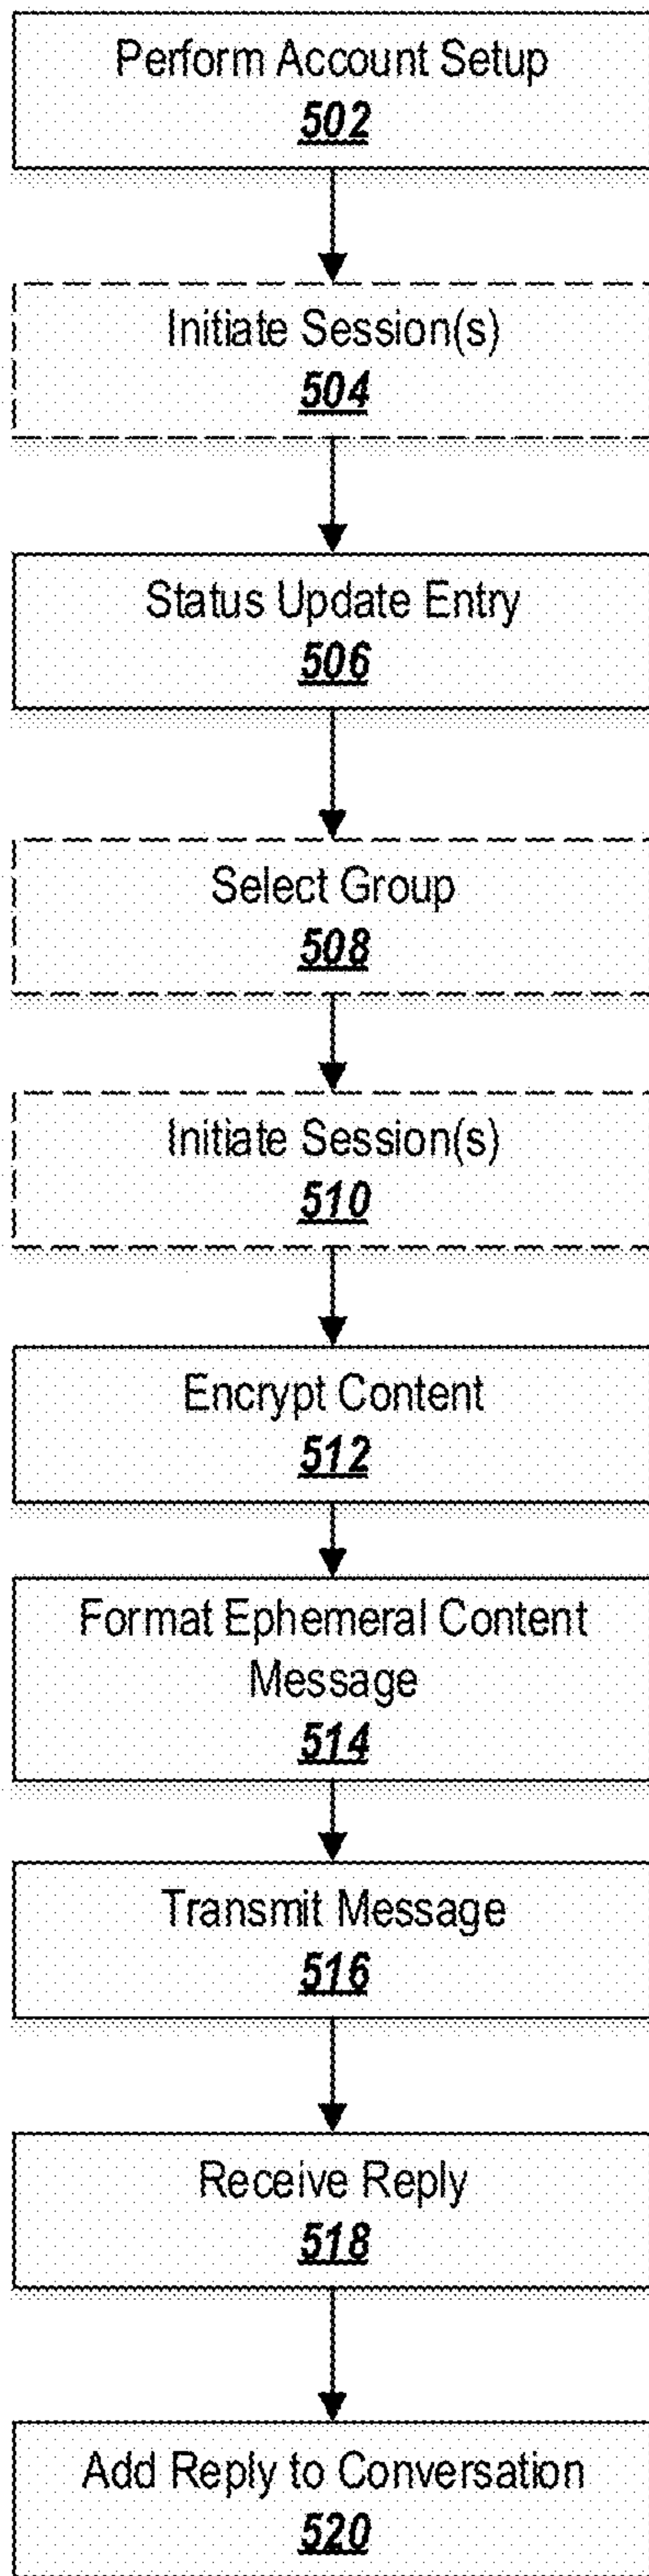 Perform Account Setup
502
Initiate Session(s)
504
Status Update Entry
506
Select Group
508
Initiate Session(s)
510
Encrypt Content
512
Format Ephemeral Content
Message
514
Transmit Message
516
Receive Reply
518
Add Reply to Conversation
520